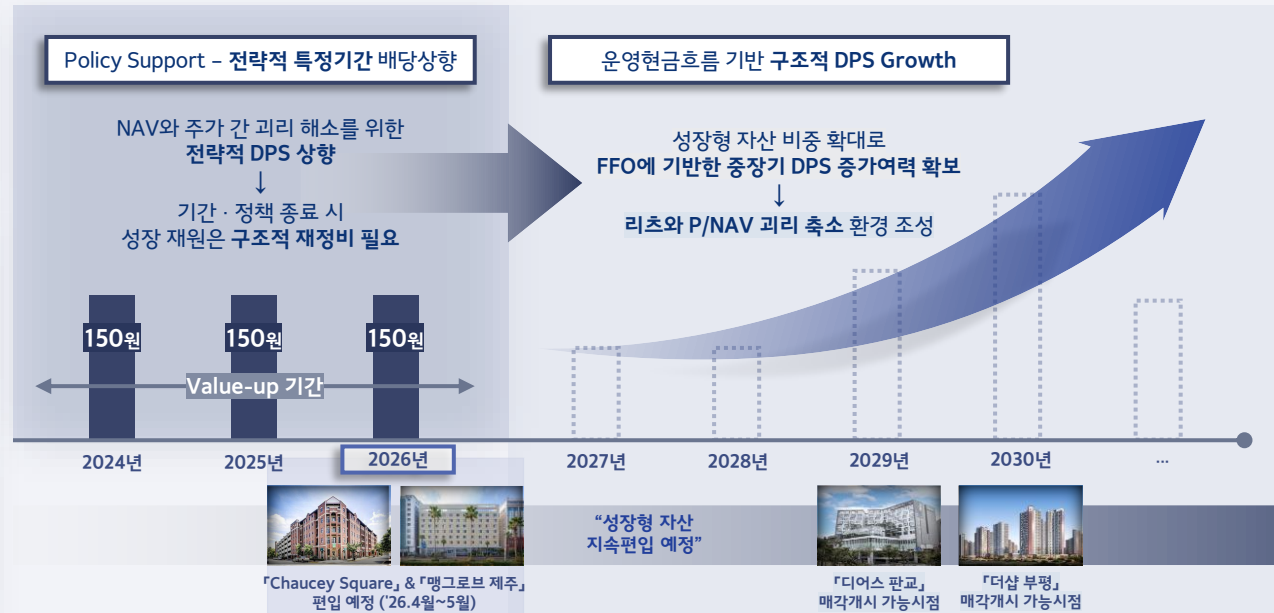 Policy Support – 전략적 특정기간 배당상향
NAV와 주가 간 괴리 해소를 위한
전략적 DPS 상향
↓
기간 · 정책 종료 시
성장 재원은 구조적 재정비 필요
운영현금흐름 기반 구조적 DPS Growth
성장형 자산 비중 확대로
FFO에 기반한 중장기 DPS 증가여력 확보
↓
리츠와 P/NAV 괴리 축소 환경 조성
150원
150원
150원
Value-up 기간
2024년
2025년
2026년
2027년
2028년
2029년
2030년
...
『Chaucey Square』 & 『맹그로브 제주』
편입 예정 ('26.4월~5월)
“성장형 자산
지속편입 예정”
『디어스 판교』
매각개시 가능시점
『더샵 부평』
매각개시 가능시점